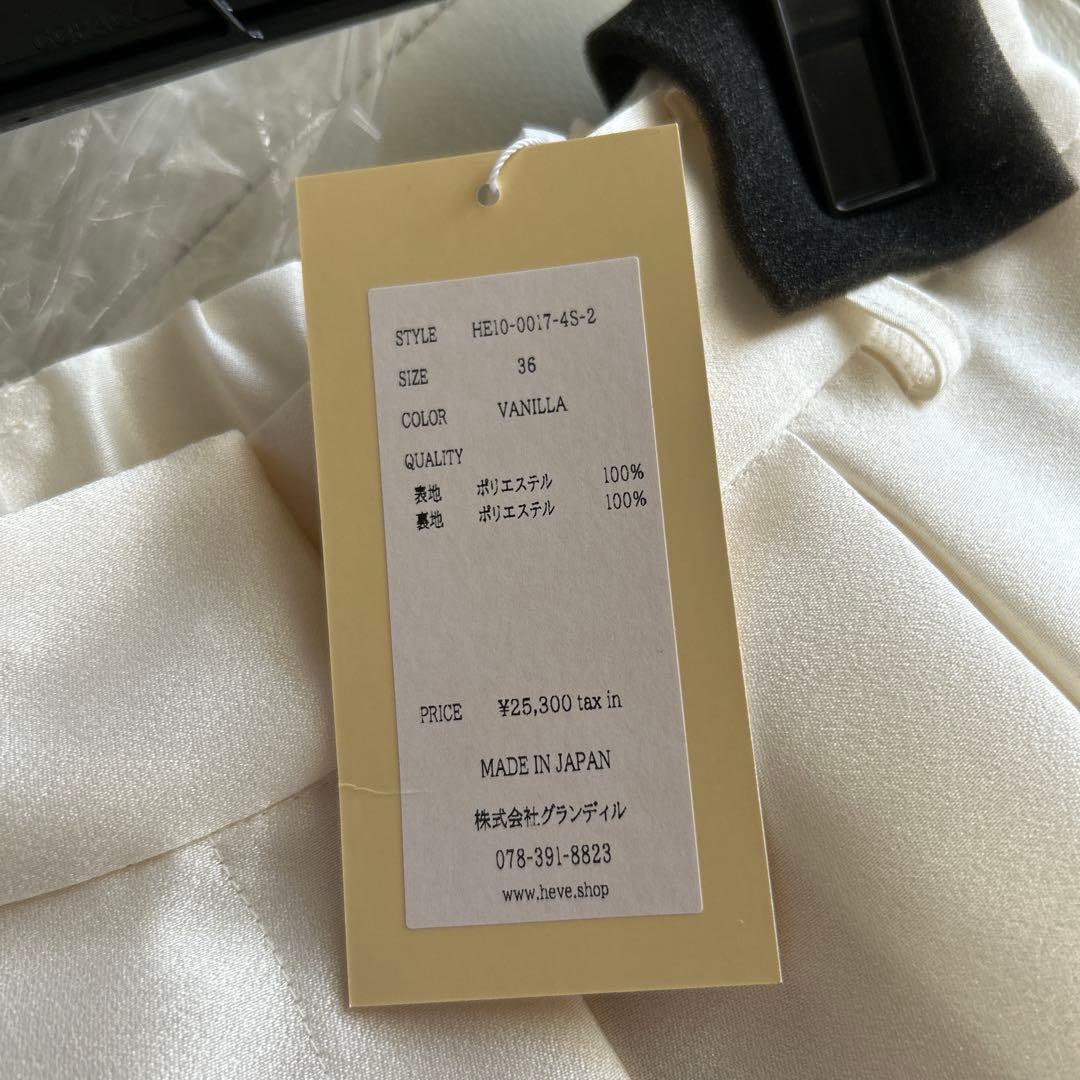 STYLE HE10-0017-4S-2
SIZE 36
COLOR VANILLA
QUALITY
表地 ポリエステル 100%
裏地 ポリエステル 100%
PRICE ¥25,300 tax in
MADE IN JAPAN
株式会社グランディル
078-391-8823
www.heve.shop